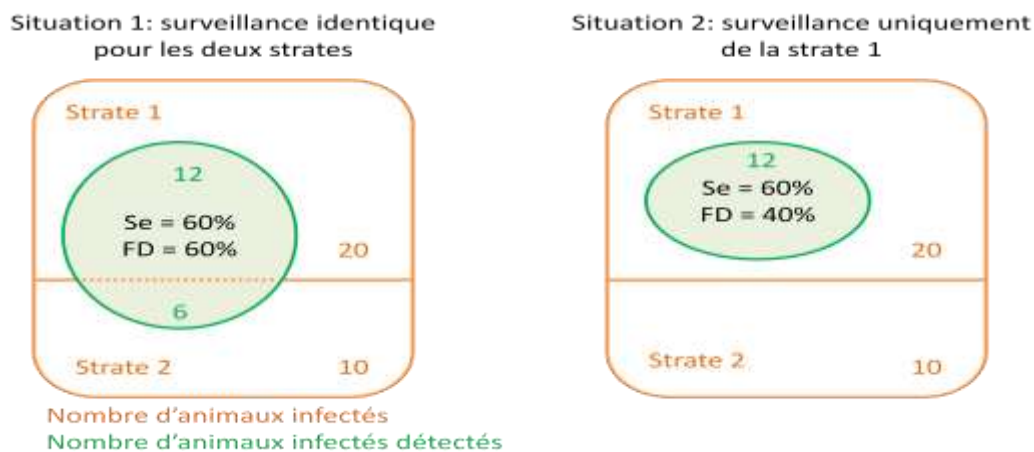 Situation 1: surveillance identique
pour les deux strates
Strate 1
12
Se = 60%
FD = 60%
20
6
Strate 2
10
Situation 2: surveillance uniquement
de la strate 1
Strate 1
12
Se = 60%
FD = 40%
20
Strate 2
10
Nombre d'animaux infectés
Nombre d'animaux infectés détectés